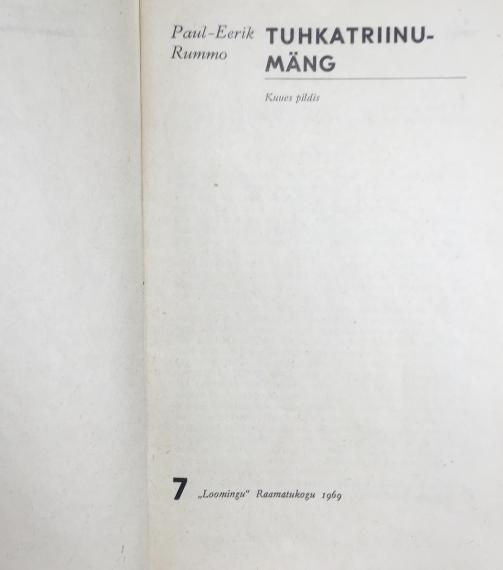 Paul-Eerik
Rummo
TUHKATRIINU-
MÄNG
Kuues pildis
7 „Loomingu“ Raamatukogu 1969